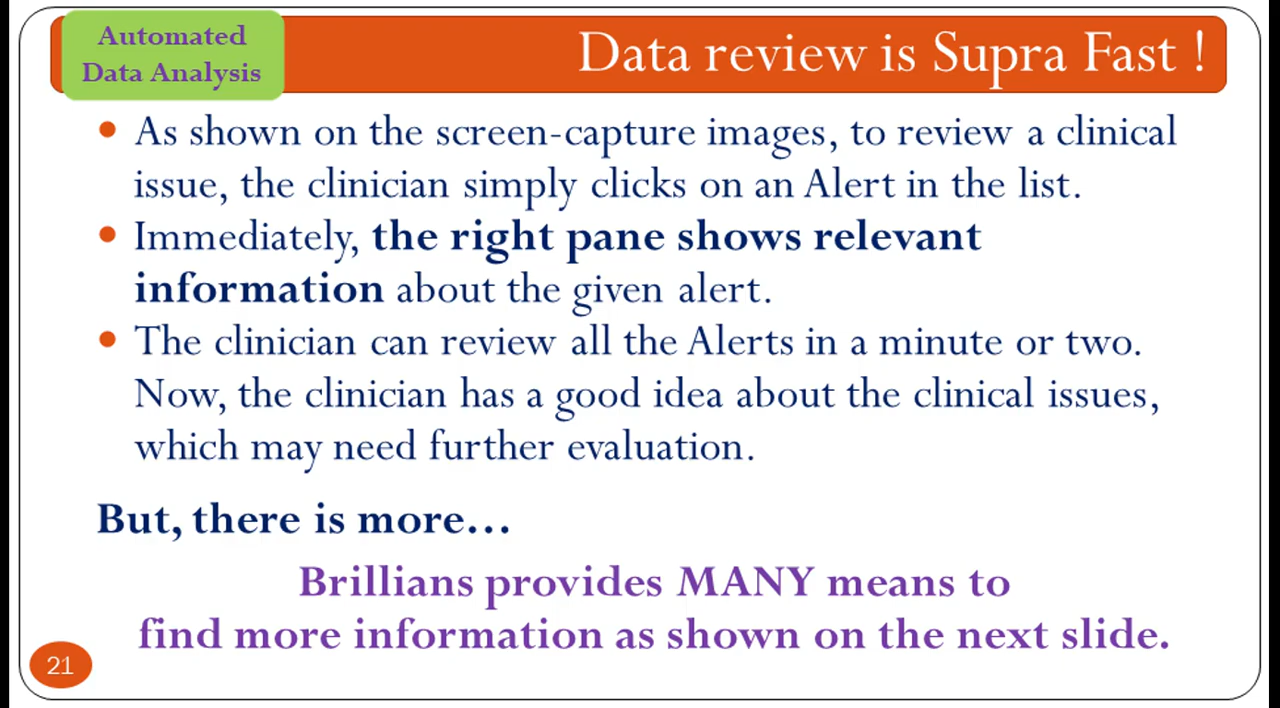 Automated
Data Analysis
Data review is Supra Fast !
• As shown on the screen-capture images, to review a clinical
issue, the clinician simply clicks on an Alert in the list.
• Immediately, the right pane shows relevant
information about the given alert.
• The clinician can review all the Alerts in a minute or two.
Now, the clinician has a good idea about the clinical issues,
which may need further evaluation.
But, there is more…
Brillians provides MANY means to
find more information as shown on the next slide.
21